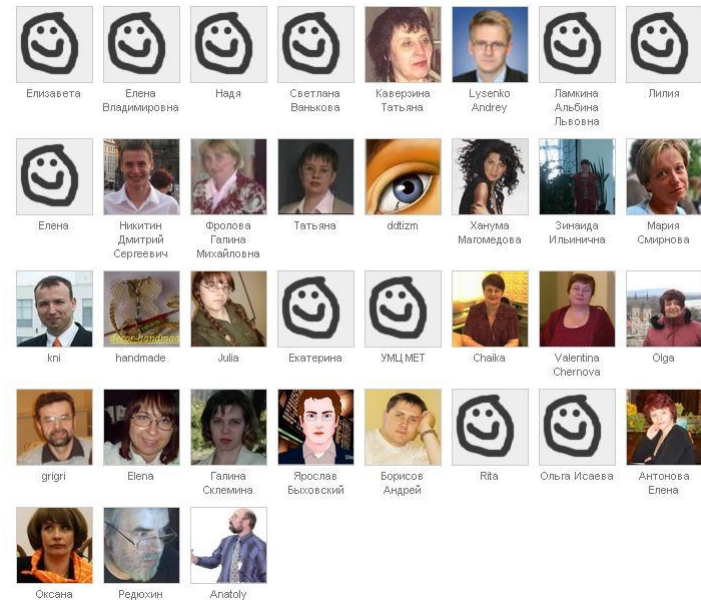 Елизавета
Елена
Владимировна
Надя
Светлана
Ванькова
Каверзина
Татьяна
Lysenko
Andrey
Ламкина
Альбина
Львовна
Лилия
Елена
Никитин
Дмитрий
Сергеевич
Фролова
Галина
Михайловна
Татьяна
ddtizm
Ханума
Магомедова
Зинаида
Ильинична
Мария
Смирнова
kni
handmade
Julia
Екатерина
УМЦ МЕТ
Chaika
Valentina
Chernova
Olga
grigri
Elena
Галина
Склемина
Ярослав
Быховский
Борисов
Андрей
Rita
Ольга Исаева
Антонова
Елена
Оксана
Редюхин
Anatoly